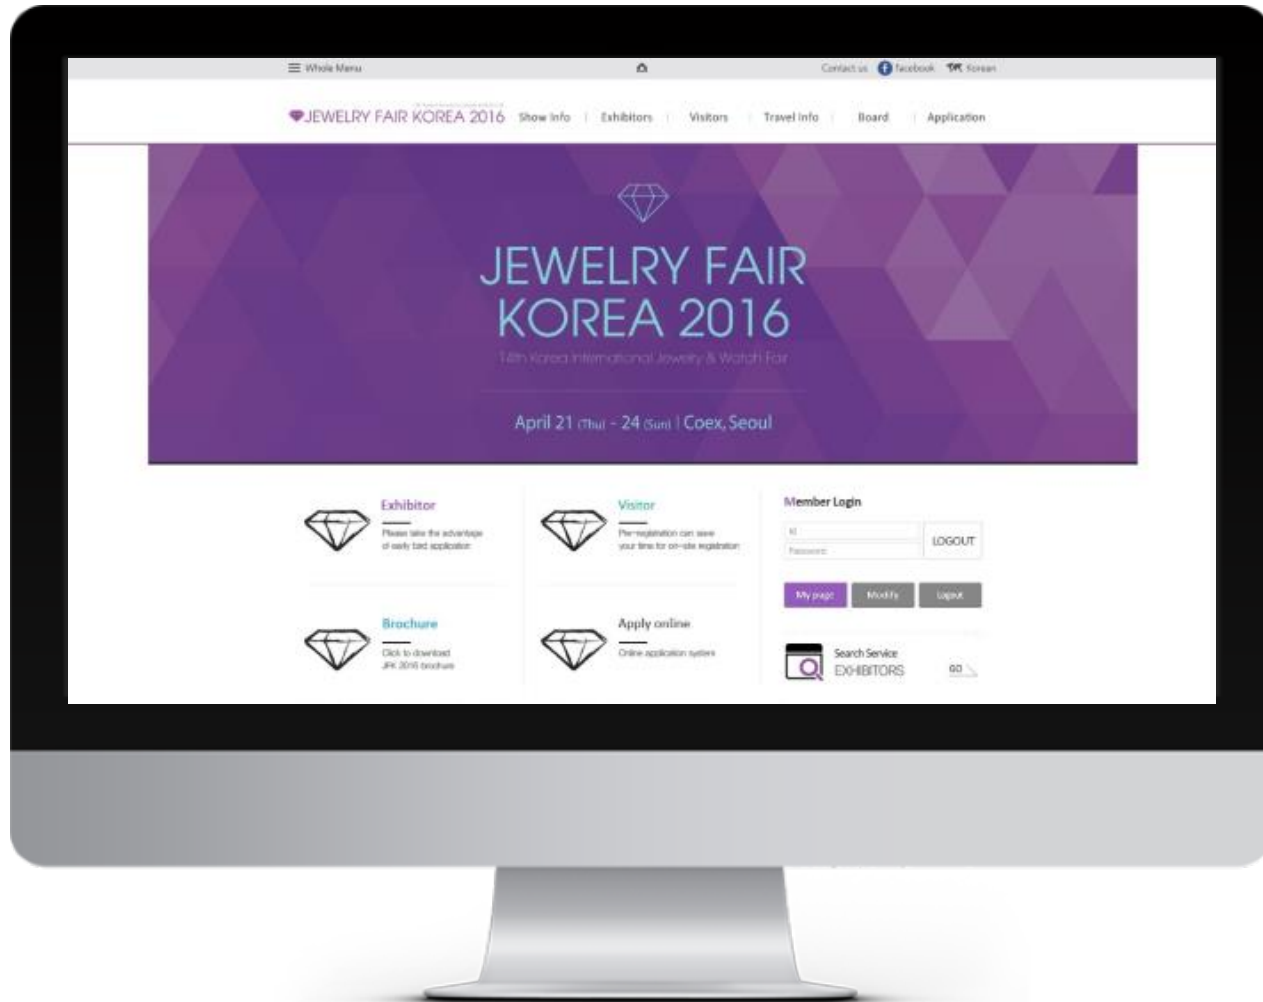 Whole Menu
Contact us facebook Korean
JEWELRY FAIR KOREA 2016 Show Info Exhibitors Visitors Travel Info Board Application
JEWELRY FAIR
KOREA 2016
14th Korea International Jewelry & Watch Fair
April 21 (Thu) - 24 (Sun) | Coex, Seoul
Exhibitor
Please take the advantage
of early bird application
Visitor
Pre-registration can save
your time for on-site registration
Member Login
Id
Password
LOGOUT
My page Modify Logout
Brochure
Click to download
JFK 2016 brochure
Apply online
Online application system
Search Service
EXHIBITORS
GO